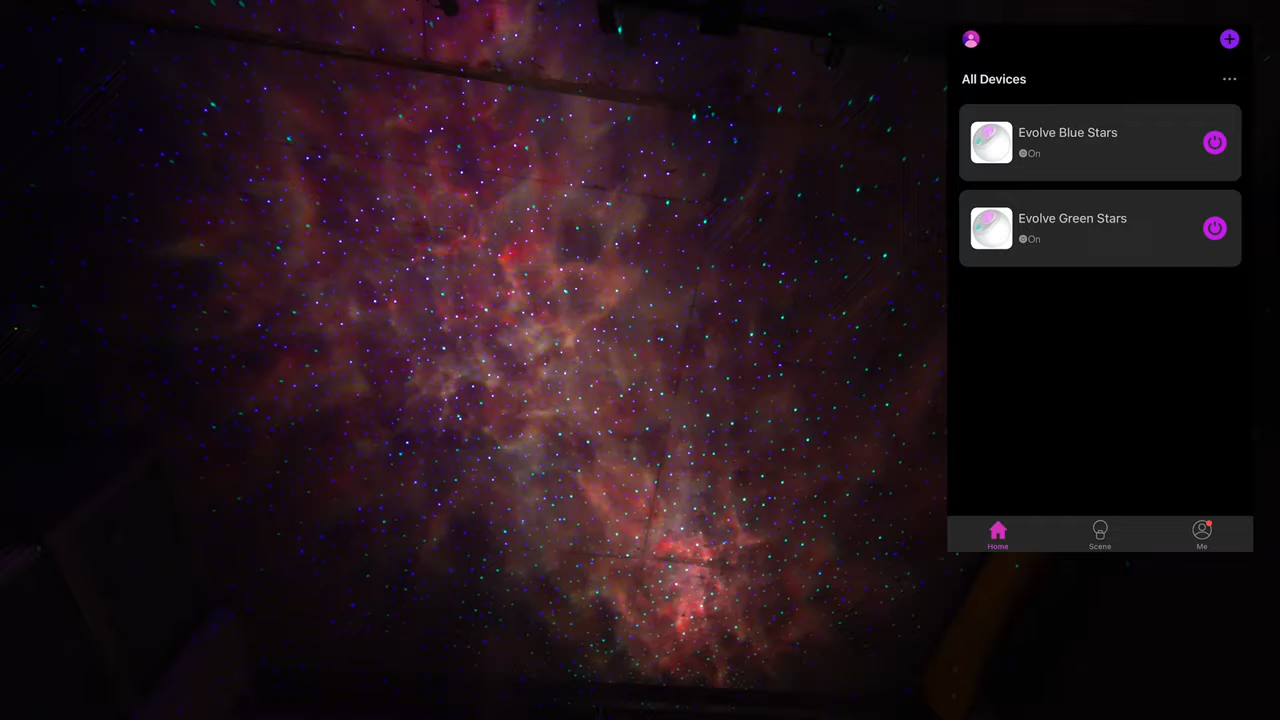 All Devices
Evolve Blue Stars
On
Evolve Green Stars
On
Home
Scene
Me